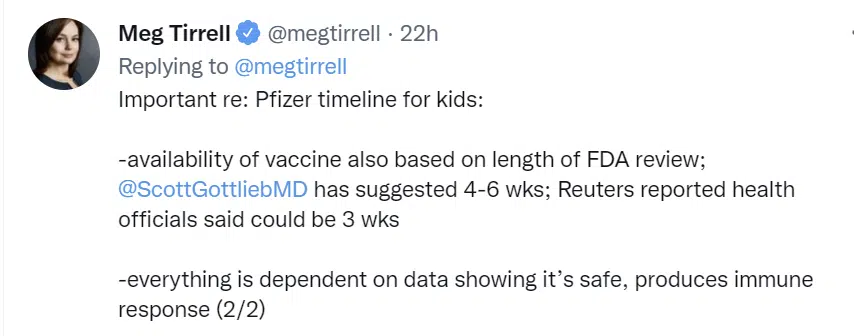 Meg Tirrell @megtirrell · 22h
Replying to @megtirrell
Important re: Pfizer timeline for kids:
-availability of vaccine also based on length of FDA review;
@ScottGottliebMD has suggested 4-6 wks; Reuters reported health
officials said could be 3 wks
-everything is dependent on data showing it’s safe, produces immune
response (2/2)